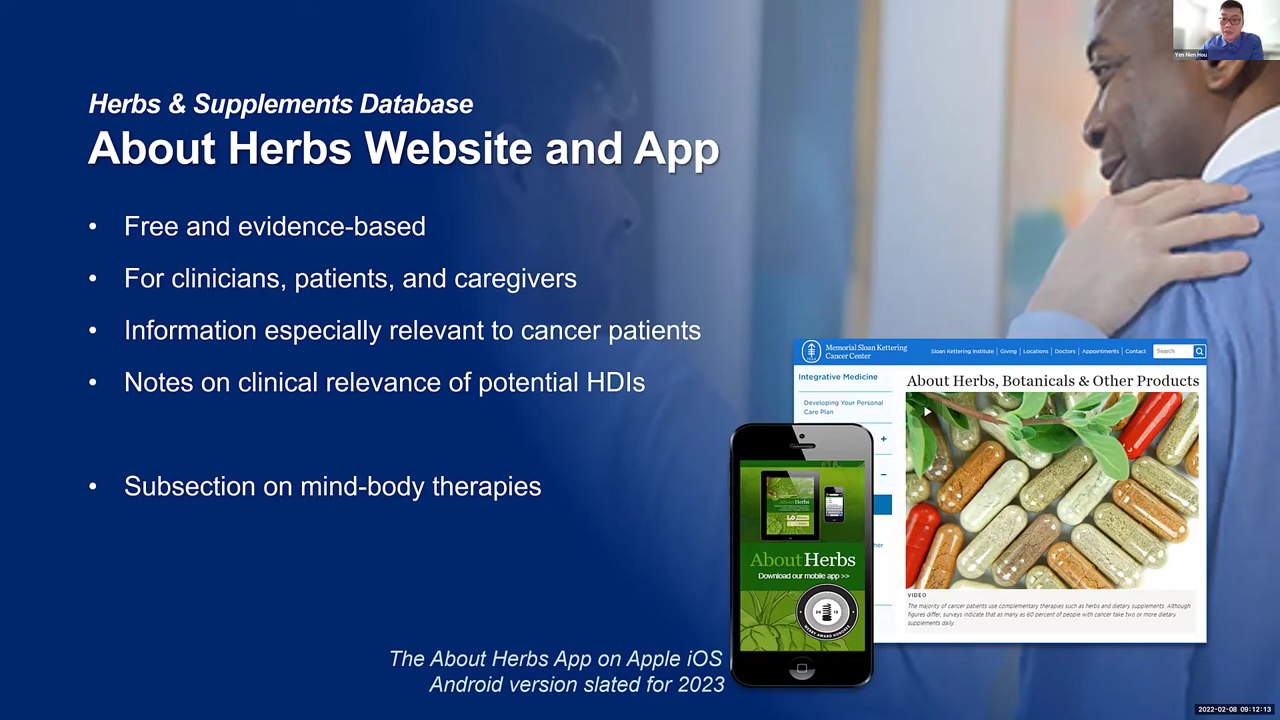 Yen Nien Hou
Herbs & Supplements Database
About Herbs Website and App
• Free and evidence-based
• For clinicians, patients, and caregivers
• Information especially relevant to cancer patients
• Notes on clinical relevance of potential HDIs
• Subsection on mind-body therapies
Memorial Sloan Kettering
Cancer Center
Sloan Kettering Institute | Giving | Locations | Doctors | Appointments | Contact
Search
Integrative Medicine
Developing Your Personal
Care Plan
+
−
About Herbs, Botanicals & Other Products
VIDEO
The majority of cancer patients use complementary therapies such as herbs and dietary supplements. Although
figures differ, surveys indicate that as many as 60 percent of people with cancer take two or more dietary
supplements daily.
About Herbs
About Herbs
Download our mobile app >>
WEBBY AWARD HONOREE
The About Herbs App on Apple iOS
Android version slated for 2023
2022-02-08 09:12:13